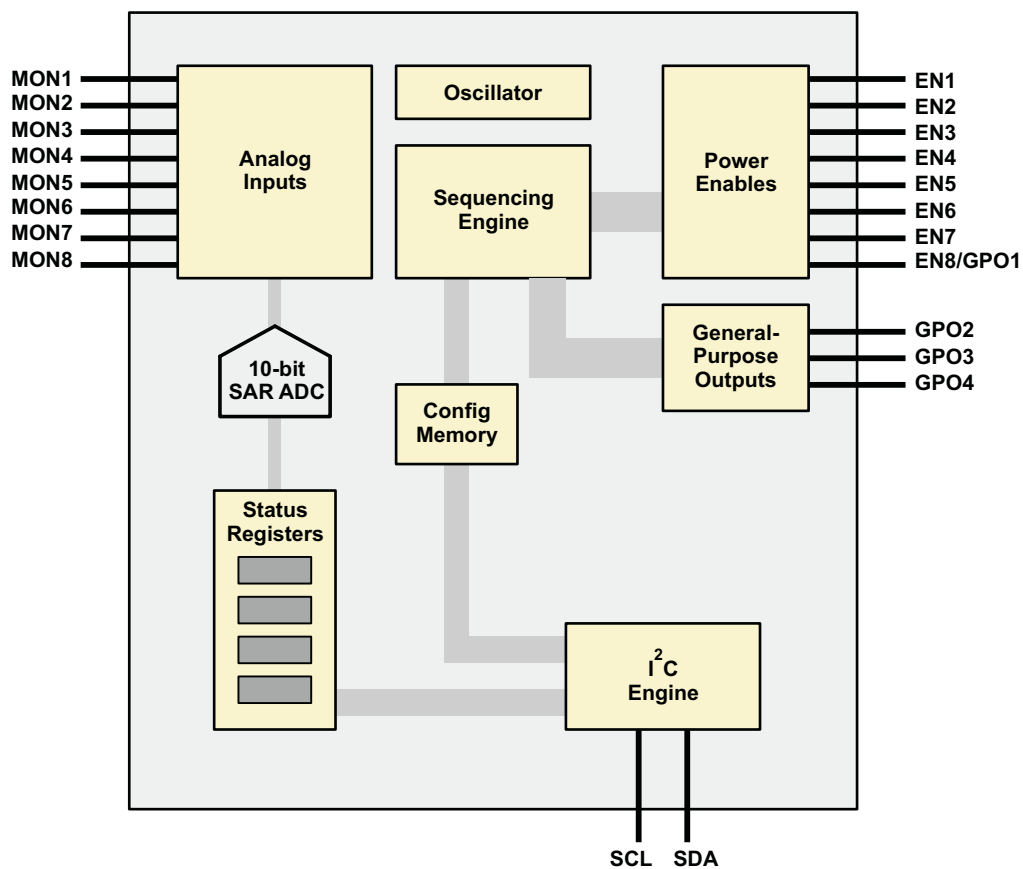 MON1
MON2
MON3
MON4
MON5
MON6
MON7
MON8
Analog
Inputs
Oscillator
Sequencing
Engine
Power
Enables
EN1
EN2
EN3
EN4
EN5
EN6
EN7
EN8/GPO1
General-
Purpose
Outputs
GPO2
GPO3
GPO4
10-bit
SAR ADC
Config
Memory
Status
Registers
I²C
Engine
SCL
SDA